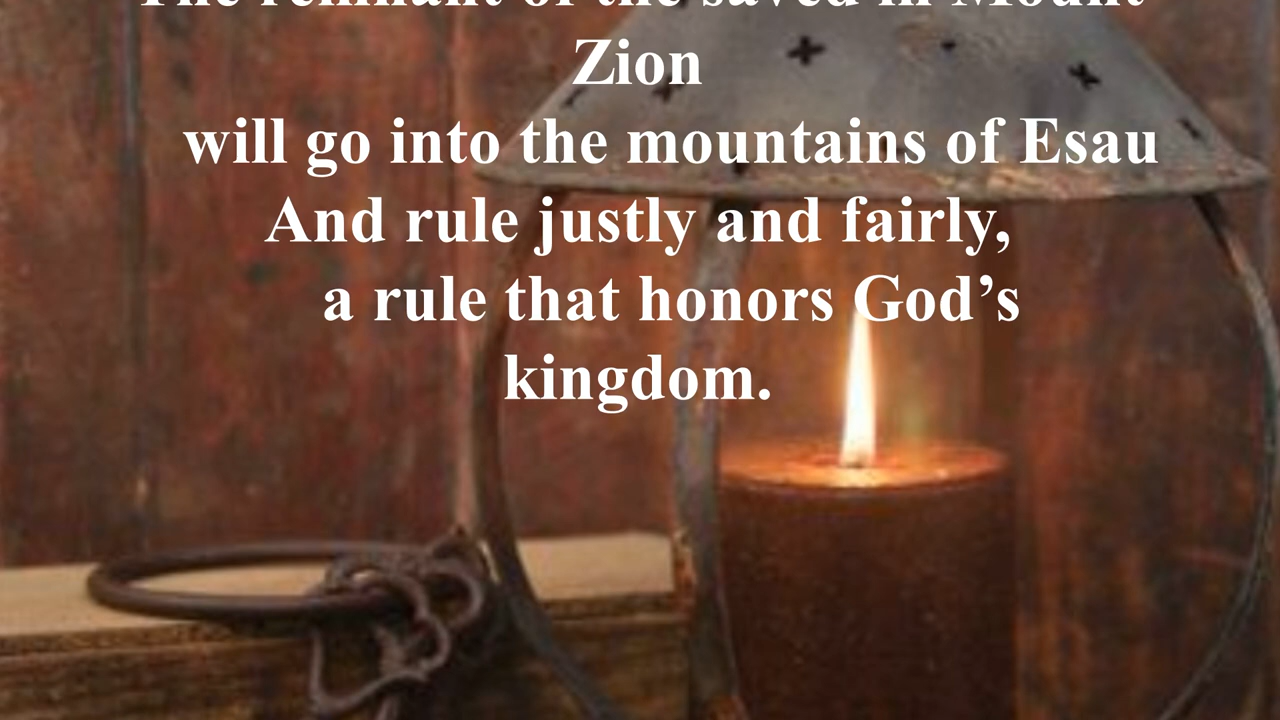 The remnant of the saved in Mount
Zion
will go into the mountains of Esau
And rule justly and fairly,
a rule that honors God’s
kingdom.